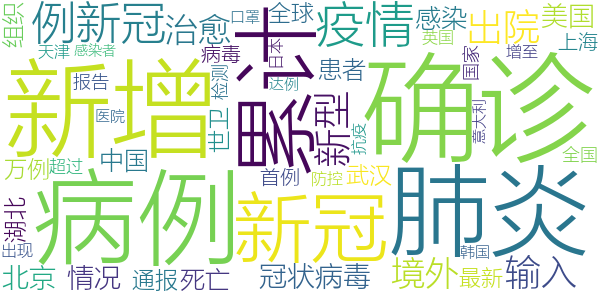 组织
例新冠
治愈
口罩
全球
疫情
感染
出院
美国
天津
感染者
病毒
日本
英国
国家
增至
上海
新增
累计
确诊
报告
医院
检测
世卫
达例
患者
新型
抗疫
意大利
万例
超过
中国
首例
防控
武汉
全国
湖北
病例
新冠
肺炎
出现
北京
情况
通报
死亡
冠状病毒
境外
韩国
最新
输入